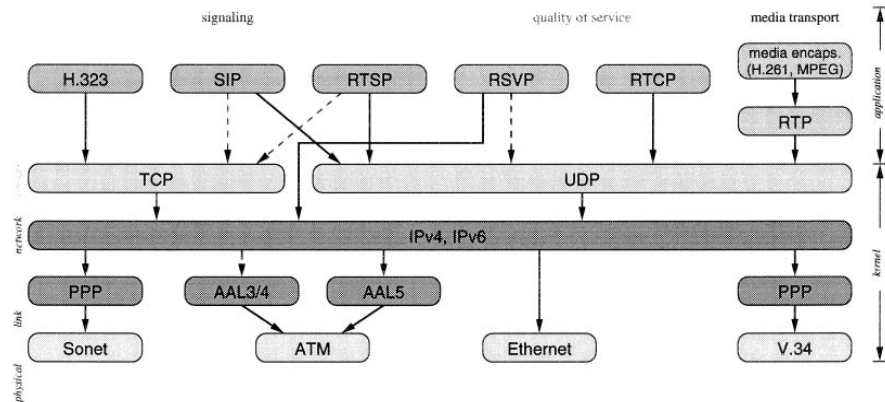 signaling
quality of service
media transport
H.323
SIP
RTSP
RSVP
RTCP
media encaps.
(H.261, MPEG)
RTP
application
TCP
UDP
network
IPv4, IPv6
kernel
PPP
AAL3/4
AAL5
PPP
link
Sonet
ATM
Ethernet
V.34
physical